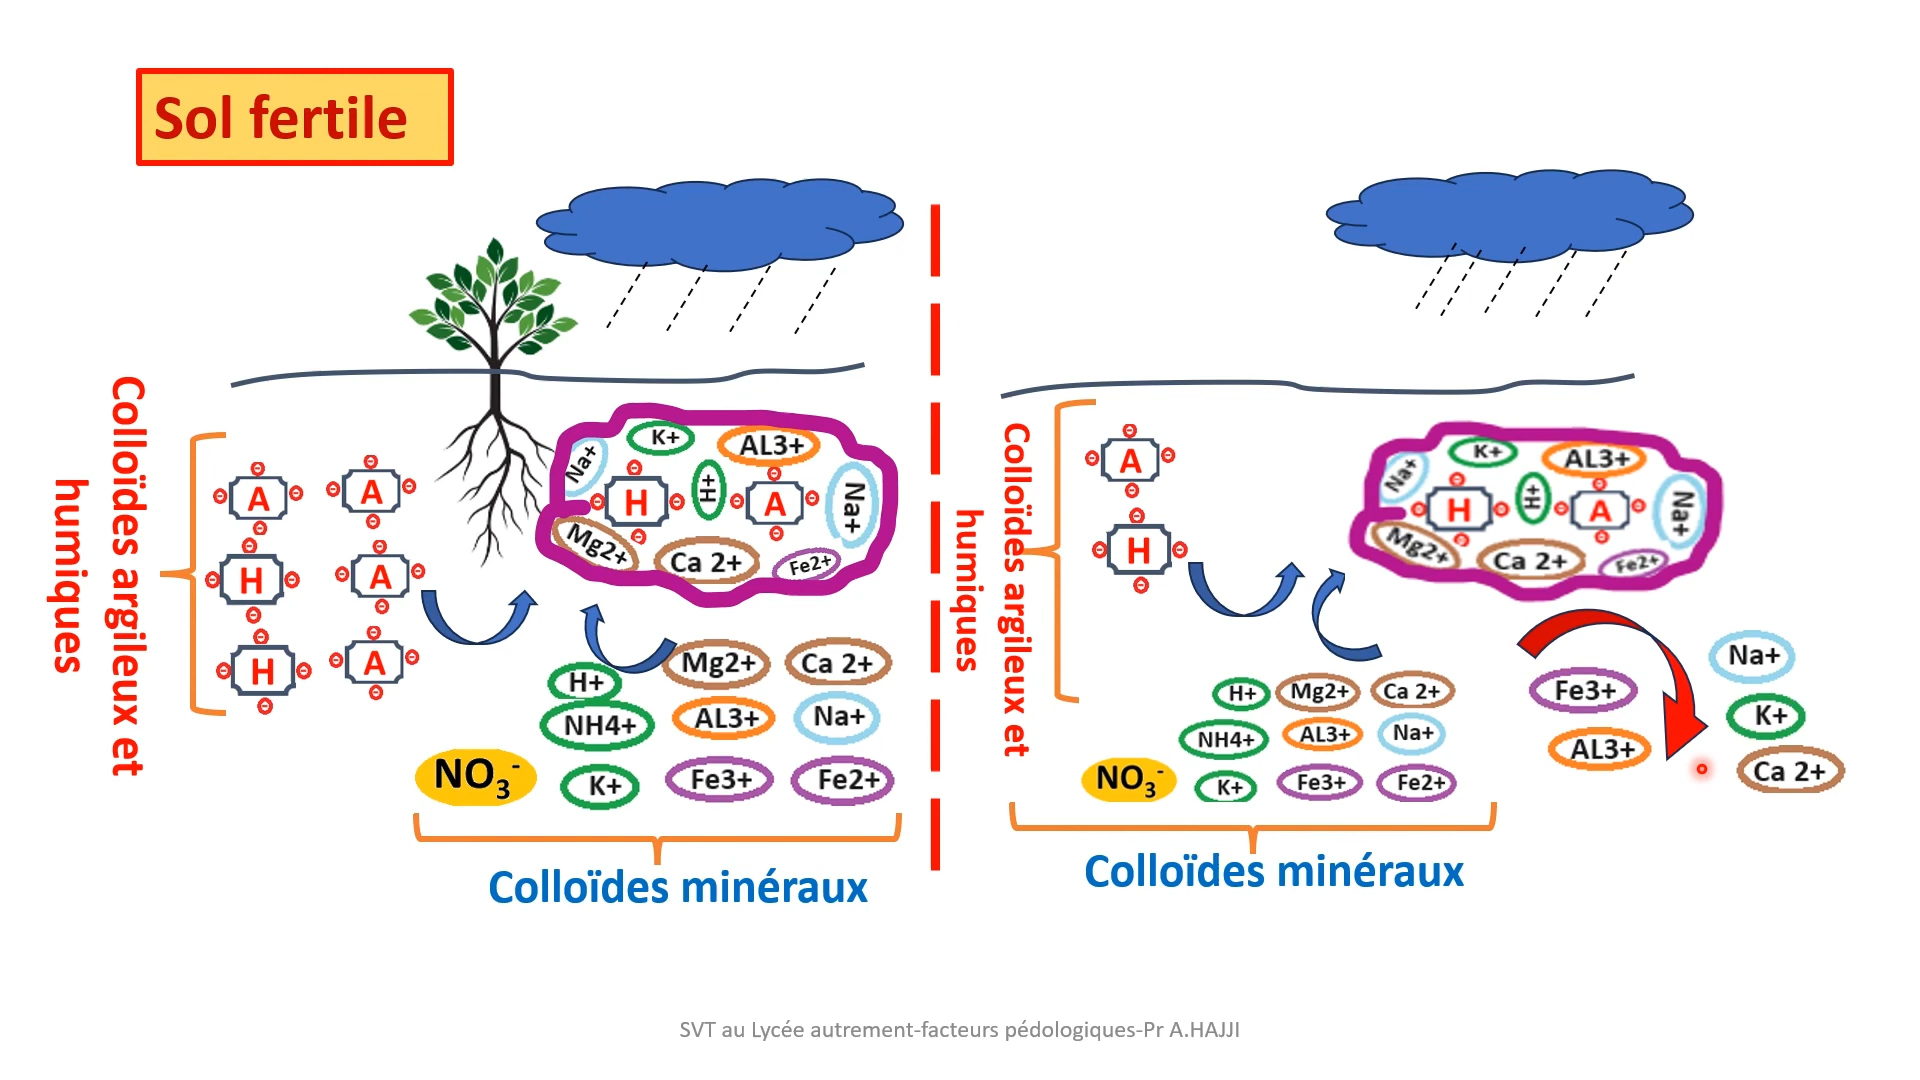 Sol fertile
Colloïdes argileux et
humiques
A
A
H
A
H
A
K+
AL3+
Na+
H
H+
A
Na+
Mg2+
Ca 2+
Fe2+
H+
Mg2+
Ca 2+
NH4+
AL3+
Na+
NO3-
K+
Fe3+
Fe2+
Colloïdes minéraux
Colloïdes argileux et
humiques
A
H
K+
AL3+
Na+
H
H+
A
Na+
Mg2+
Ca 2+
Fe2+
H+
Mg2+
Ca 2+
NH4+
AL3+
Na+
NO3-
K+
Fe3+
Fe2+
Colloïdes minéraux
Na+
Fe3+
K+
AL3+
Ca 2+
SVT au Lycée autrement-facteurs pédologiques-Pr A.HAJJI